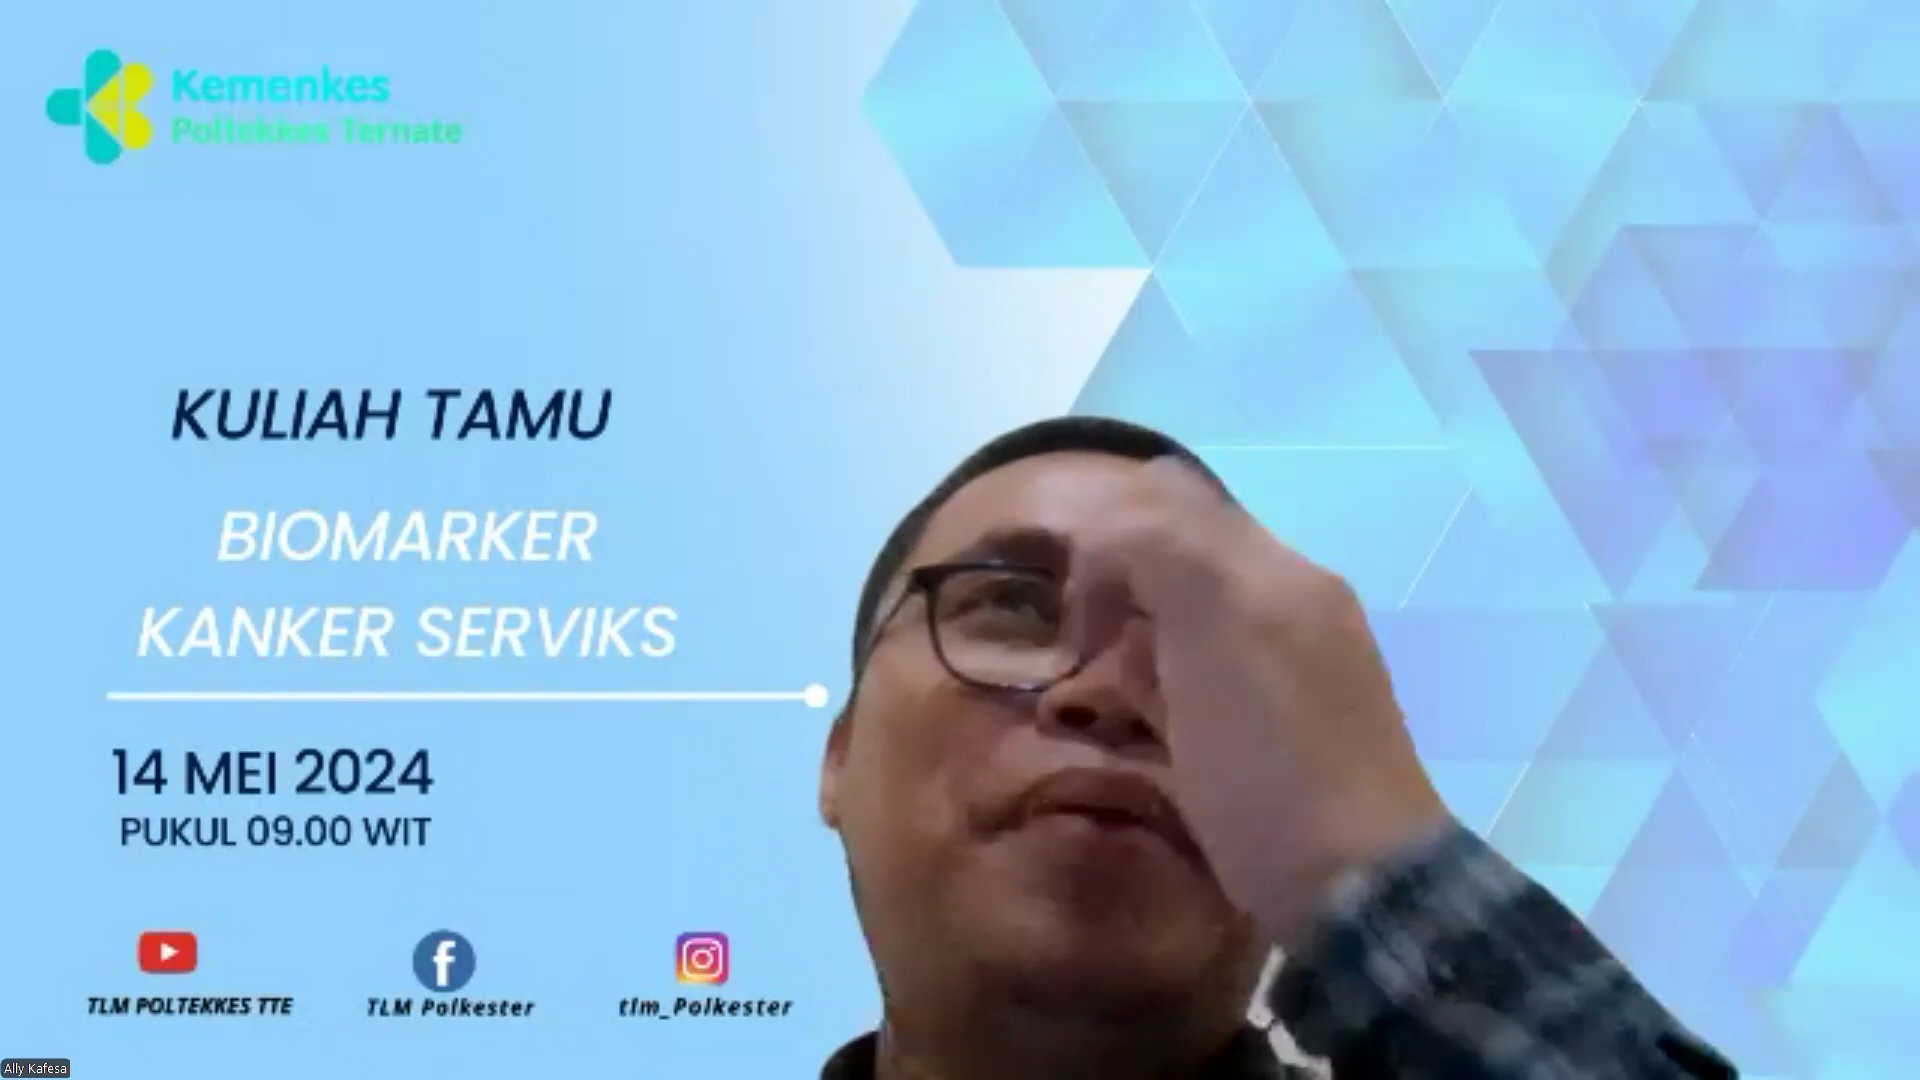 Kemenkes
Poltekkes Ternate
KULIAH TAMU
BIOMARKER
KANKER SERVIKS
14 MEI 2024
PUKUL 09.00 WIT
TLM POLTEKKES TTE
TLM Polkester
tlm_Polkester
Ally Kafesa